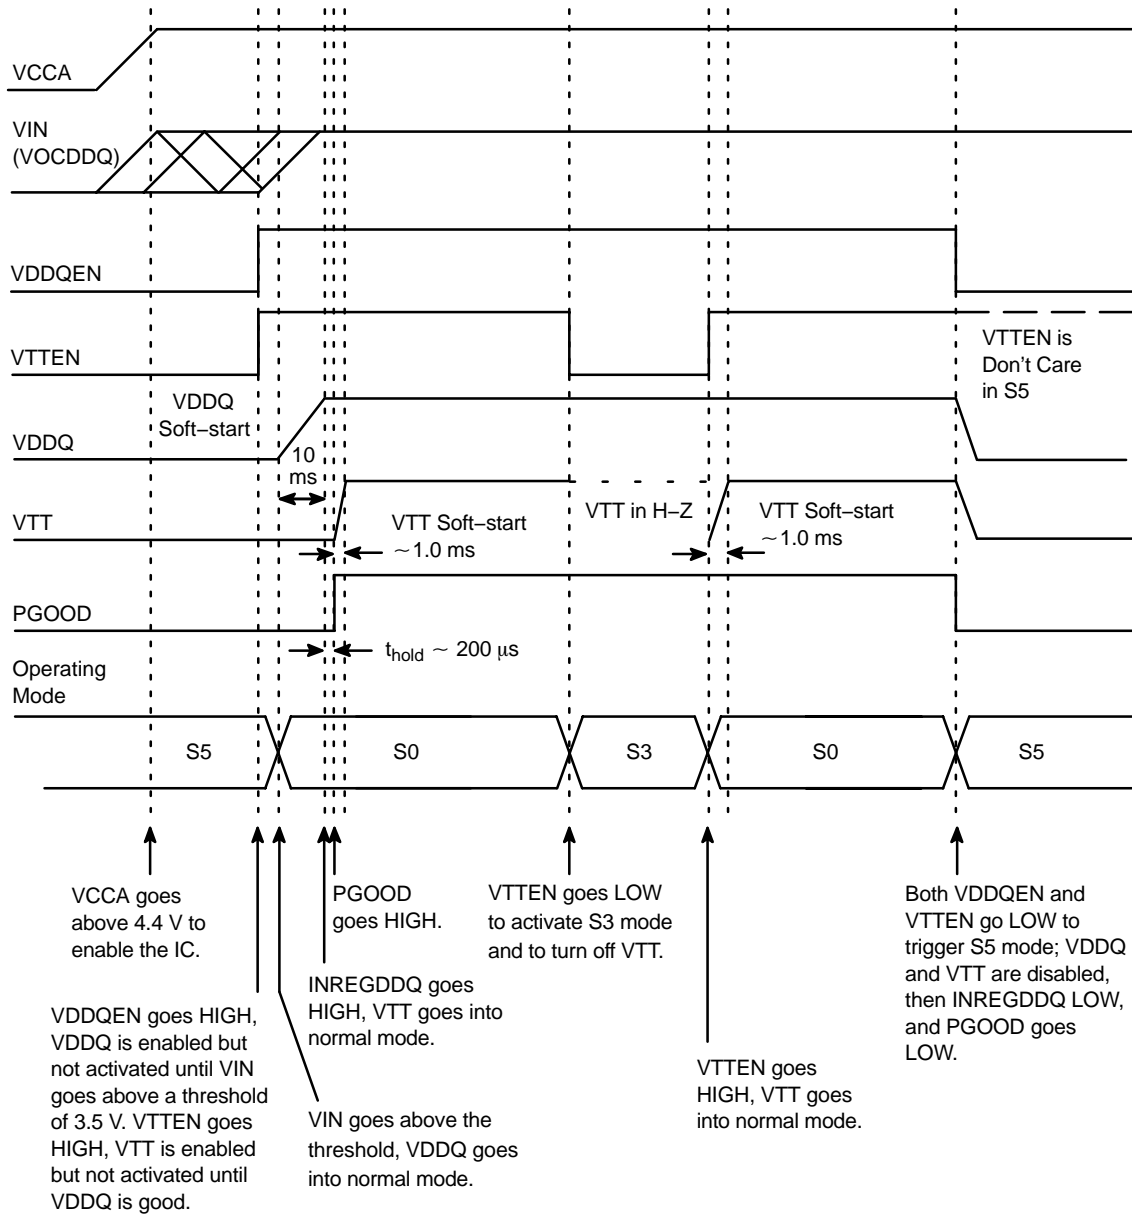 VCCA
VIN
(VOCDDQ)
VDDQEN
VTTEN
VTTEN is
Don't Care
in S5
VDDQ
Soft−start
VDDQ
10
ms
VTT
VTT Soft−start
∼1.0 ms
VTT in H−Z
VTT Soft−start
∼1.0 ms
PGOOD
thold ∼ 200 μs
Operating
Mode
S5
S0
S3
S0
S5
VCCA goes
above 4.4 V to
enable the IC.
PGOOD
goes HIGH.
VTTEN goes LOW
to activate S3 mode
and to turn off VTT.
Both VDDQEN and
VTTEN go LOW to
trigger S5 mode; VDDQ
and VTT are disabled,
then INREGDDQ LOW,
and PGOOD goes
LOW.
INREGDDQ goes
HIGH, VTT goes into
normal mode.
VDDQEN goes HIGH,
VDDQ is enabled but
not activated until VIN
goes above a threshold
of 3.5 V. VTTEN goes
HIGH, VTT is enabled
but not activated until
VDDQ is good.
VIN goes above the
threshold, VDDQ goes
into normal mode.
VTTEN goes
HIGH, VTT goes
into normal mode.